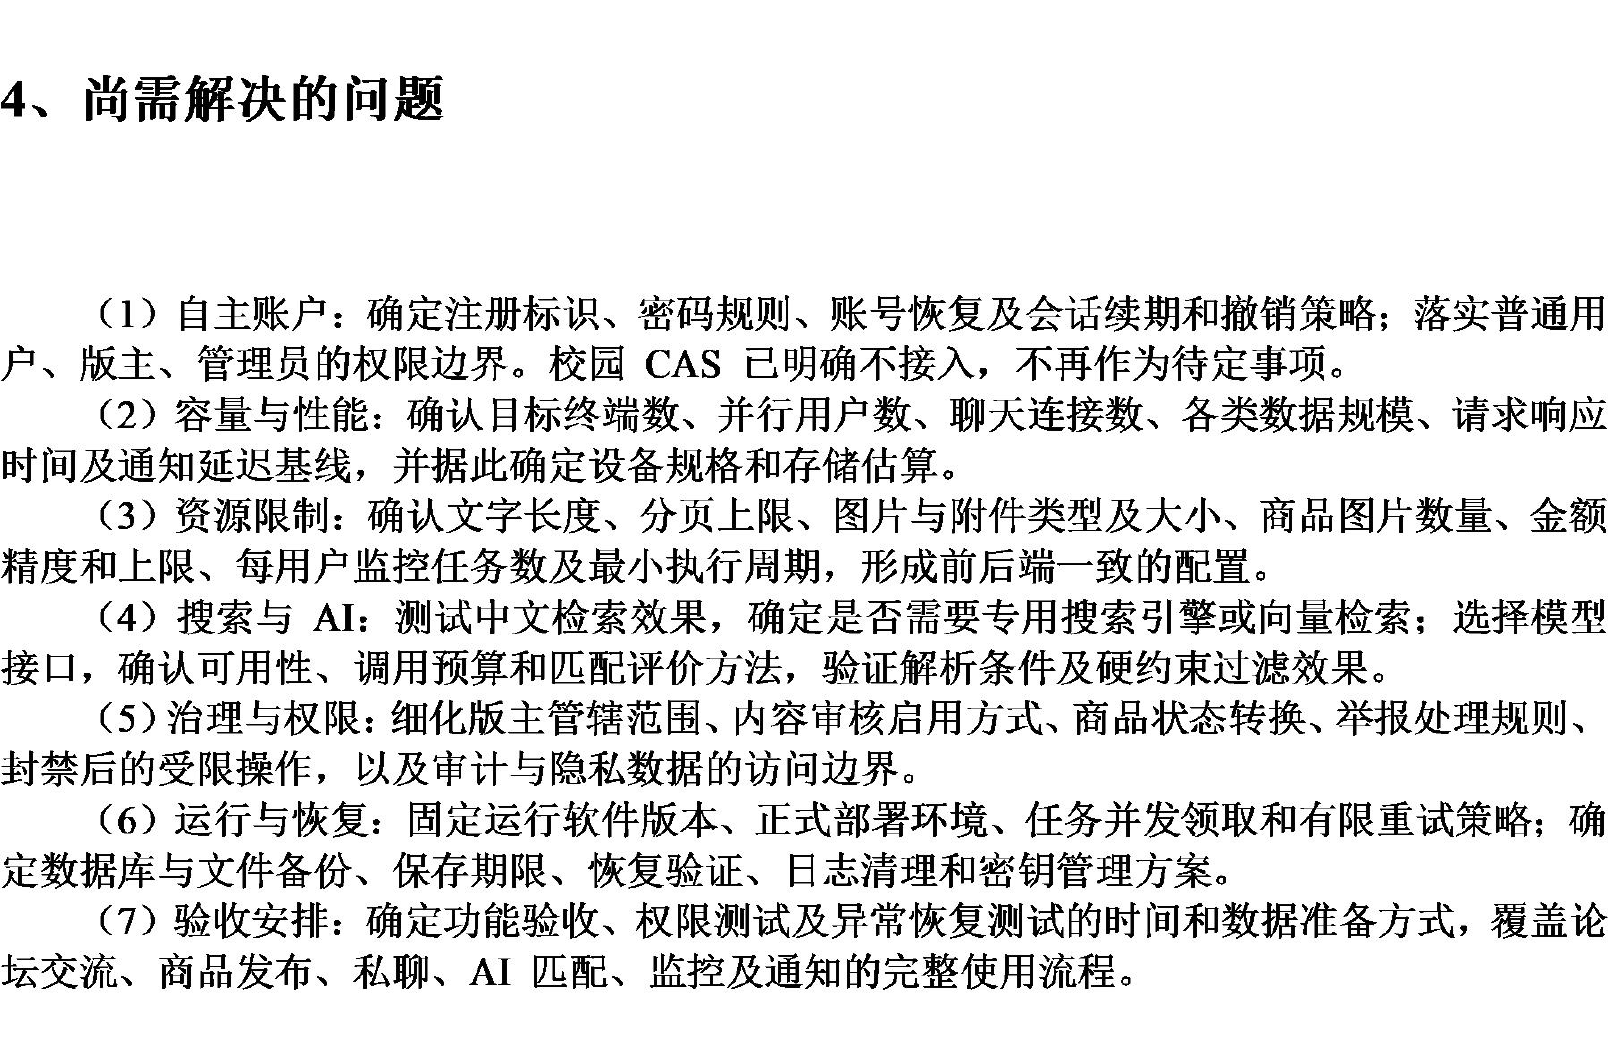 4、尚需解决的问题
（1）自主账户：确定注册标识、密码规则、账号恢复及会话续期和撤销策略；落实普通用
户、版主、管理员的权限边界。校园 CAS 已明确不接入，不再作为待定事项。
（2）容量与性能：确认目标终端数、并行用户数、聊天连接数、各类数据规模、请求响应
时间及通知延迟基线，并据此确定设备规格和存储估算。
（3）资源限制：确认文字长度、分页上限、图片与附件类型及大小、商品图片数量、金额
精度和上限、每用户监控任务数及最小执行周期，形成前后端一致的配置。
（4）搜索与 AI：测试中文检索效果，确定是否需要专用搜索引擎或向量检索；选择模型
接口，确认可用性、调用预算和匹配评价方法，验证解析条件及硬约束过滤效果。
（5）治理与权限：细化版主管辖范围、内容审核启用方式、商品状态转换、举报处理规则、
封禁后的受限操作，以及审计与隐私数据的访问边界。
（6）运行与恢复：固定运行软件版本、正式部署环境、任务并发领取和有限重试策略；确
定数据库与文件备份、保存期限、恢复验证、日志清理和密钥管理方案。
（7）验收安排：确定功能验收、权限测试及异常恢复测试的时间和数据准备方式，覆盖论
坛交流、商品发布、私聊、AI 匹配、监控及通知的完整使用流程。